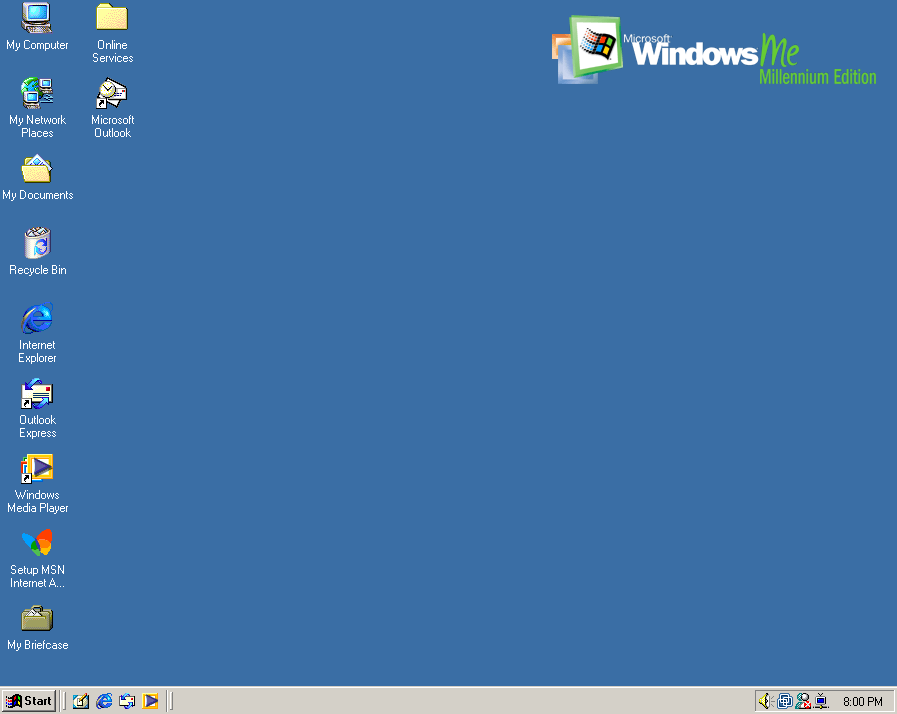 My Computer
Online
Services
My Network
Places
Microsoft
Outlook
My Documents
Recycle Bin
Internet
Explorer
Outlook
Express
Windows
Media Player
Setup MSN
Internet A...
My Briefcase
Microsoft
Windows Me
Millennium Edition
Start
8:00 PM